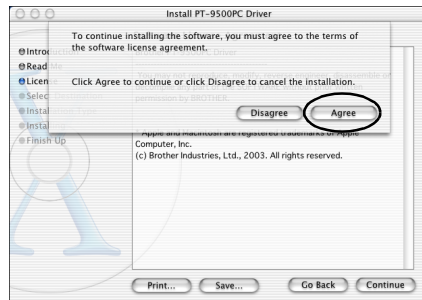 Install PT-9500PC Driver
To continue installing the software, you must agree to the terms of
the software license agreement.
Click Agree to continue or click Disagree to cancel the installation.
Disagree
Agree
Introduction
Read Me
License
Selec
Instal
Instal
Finish Up
permission by BROTHER.
Apple and Macintosh are registered trademarks of Apple
Computer, Inc.
(c) Brother Industries, Ltd., 2003. All rights reserved.
Print...
Save...
Go Back
Continue